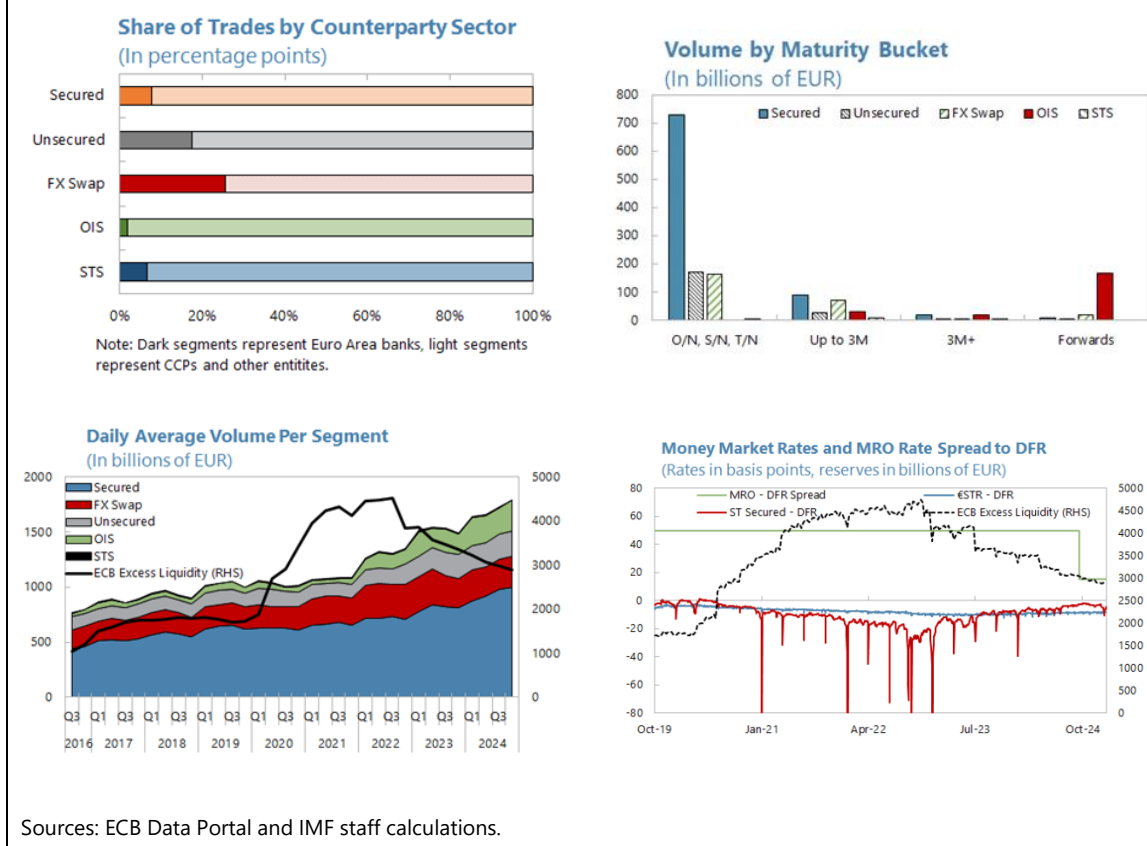 Share of Trades by Counterparty Sector
(In percentage points)
Secured
Unsecured
FX Swap
OIS
STS
0% 20% 40% 60% 80% 100%
Note: Dark segments represent Euro Area banks, light segments
represent CCPs and other entitites.
Volume by Maturity Bucket
(In billions of EUR)
800
700
600
500
400
300
200
100
0
Secured Unsecured FX Swap OIS STS
O/N, S/N, T/N Up to 3M 3M+ Forwards
Daily Average Volume Per Segment
(In billions of EUR)
2000
1500
1000
500
0
Secured
FX Swap
Unsecured
OIS
STS
ECB Excess Liquidity (RHS)
5000
4000
3000
2000
1000
0
Q3 Q1 Q3 Q1 Q3 Q1 Q3 Q1 Q3 Q1 Q3 Q1 Q3 Q1 Q3 Q1 Q3
2016 2017 2018 2019 2020 2021 2022 2023 2024
Money Market Rates and MRO Rate Spread to DFR
(Rates in basis points, reserves in billions of EUR)
80
60
40
20
0
-20
-40
-60
-80
MRO - DFR Spread €STR - DFR
ST Secured - DFR ECB Excess Liquidity (RHS)
5000
4500
4000
3500
3000
2500
2000
1500
1000
500
0
Oct-19 Jan-21 Apr-22 Jul-23 Oct-24
Sources: ECB Data Portal and IMF staff calculations.